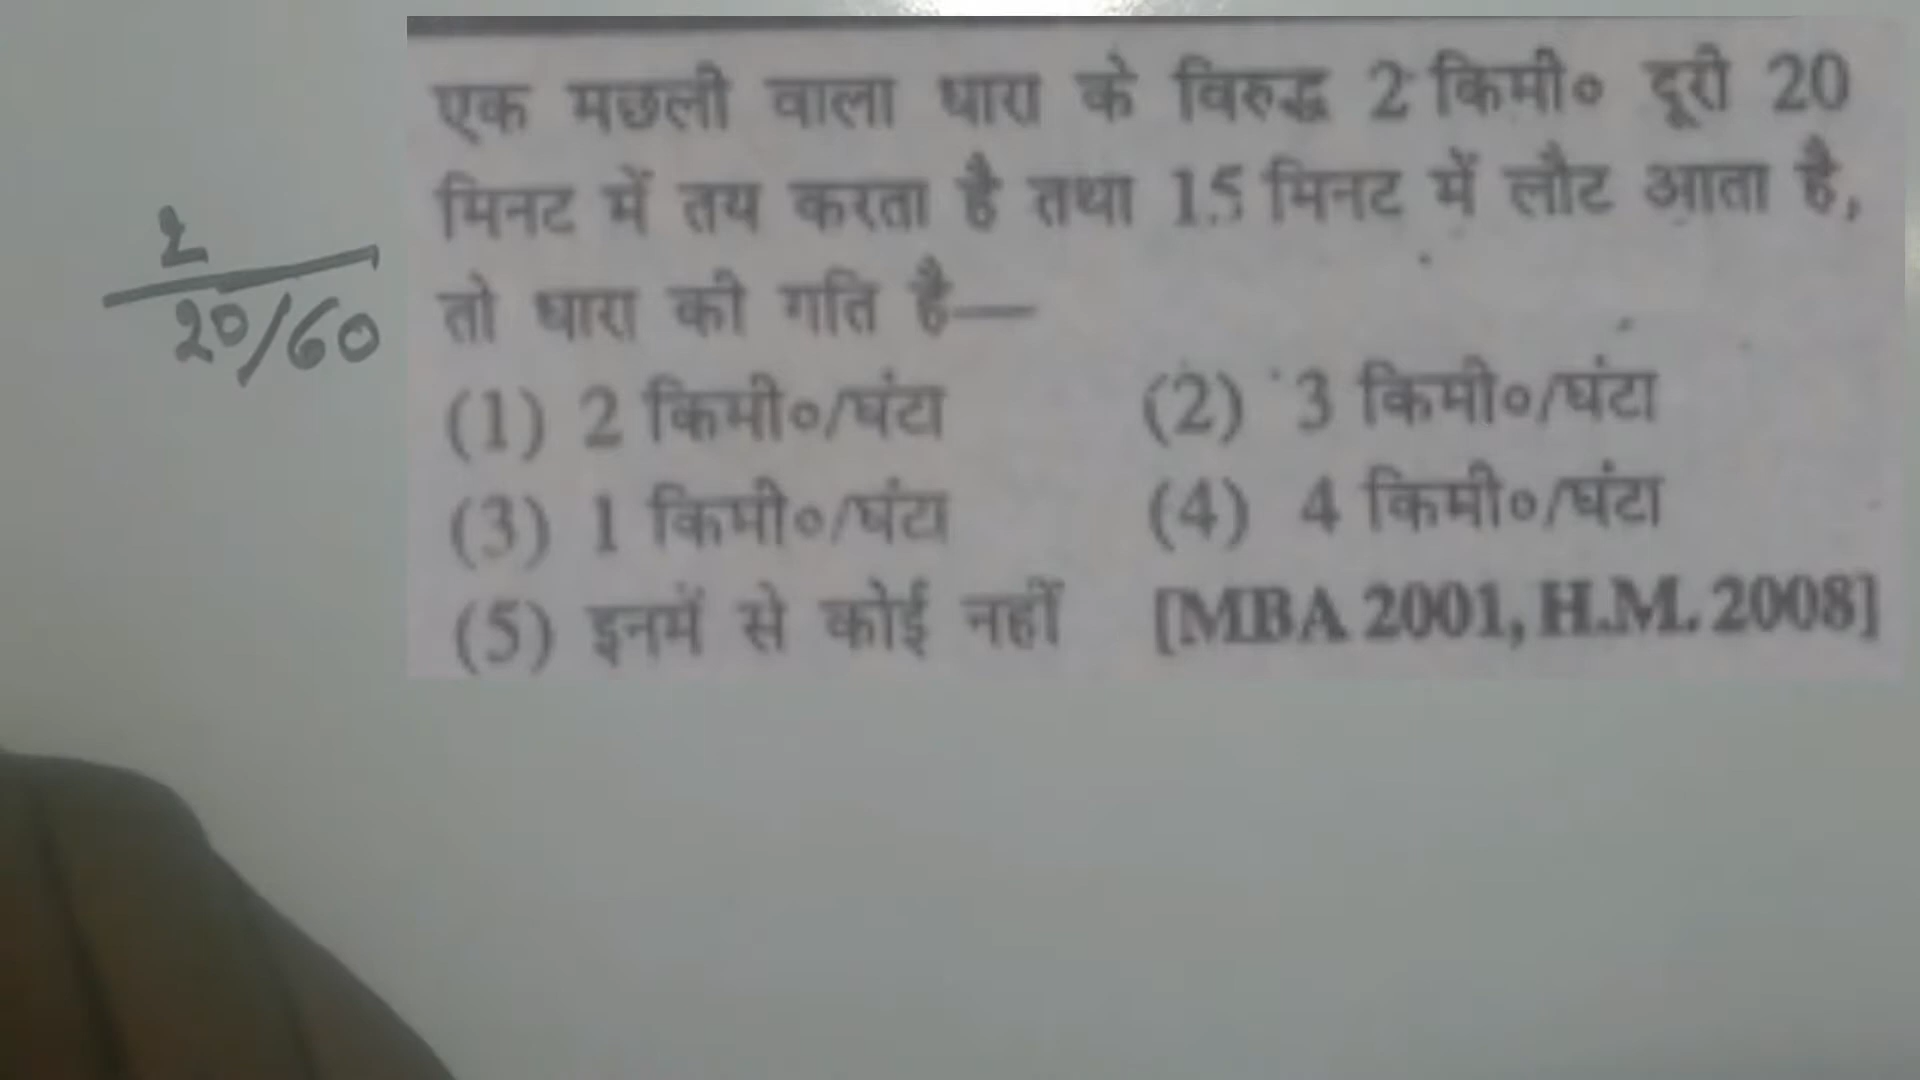 एक मछली वाला धारा के विरुद्ध 2 किमी० दूरी 20
मिनट में तय करता है तथा 15 मिनट में लौट आता है,
तो धारा की गति है—
(1) 2 किमी०/घंटा (2) 3 किमी०/घंटा
(3) 1 किमी०/घंटा (4) 4 किमी०/घंटा
(5) इनमें से कोई नहीं [MBA 2001, H.M. 2008]
2
20/60